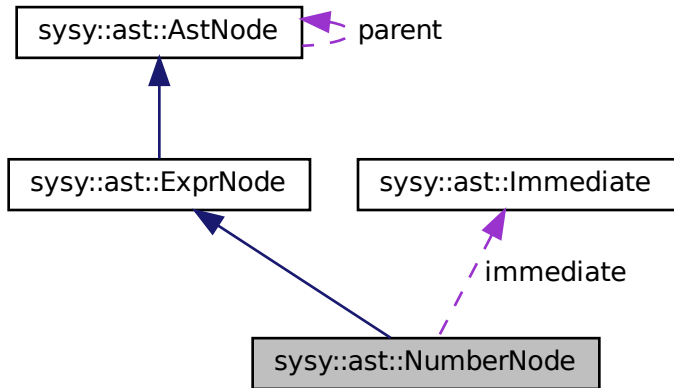 sysy::ast::AstNode
parent
sysy::ast::ExprNode
sysy::ast::Immediate
immediate
sysy::ast::NumberNode